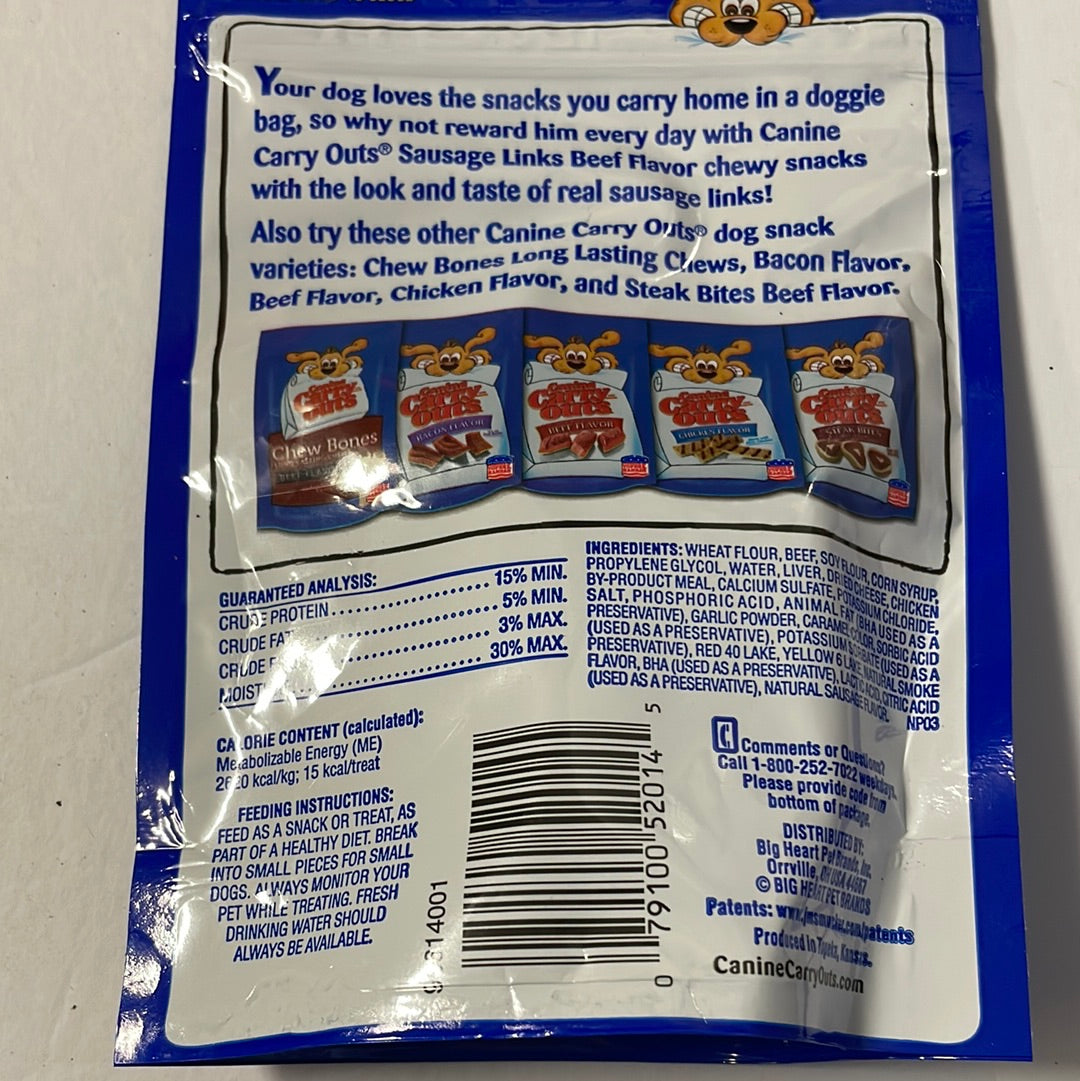 Your dog loves the snacks you carry home in a doggie
bag, so why not reward him every day with Canine
Carry Outs® Sausage Links Beef Flavor chewy snacks
with the look and taste of real sausage links!
Also try these other Canine Carry Outs® dog snack
varieties: Chew Bones Long Lasting Chews, Bacon Flavor,
Beef Flavor, Chicken Flavor, and Steak Bites Beef Flavor.
Canine Carry Outs
Chew Bones
Canine Carry Outs
BACON FLAVOR
Canine Carry Outs
BEEF FLAVOR
Canine Carry Outs
CHICKEN FLAVOR
Canine Carry Outs
STEAK BITES
GUARANTEED ANALYSIS:
CRUDE PROTEIN 15% MIN.
CRUDE FAT 5% MIN.
CRUDE 3% MAX.
30% MAX.
CALORIE CONTENT (calculated):
Metabolizable Energy (ME)
kcal/kg; 15 kcal/treat
FEEDING INSTRUCTIONS:
FEED AS A SNACK OR TREAT, AS
PART OF A HEALTHY DIET. BREAK
INTO SMALL PIECES FOR SMALL
DOGS. ALWAYS MONITOR YOUR
PET WHILE TREATING. FRESH
DRINKING WATER SHOULD
ALWAYS BE AVAILABLE.
INGREDIENTS: WHEAT FLOUR, BEEF, SOY FLOUR, CORN SYRUP,
PROPYLENE GLYCOL, WATER, LIVER, DRIED CHEESE, CHICKEN
BY-PRODUCT MEAL, CALCIUM SULFATE, POTASSIUM CHLORIDE,
SALT, PHOSPHORIC ACID, ANIMAL FAT (BHA USED AS A
PRESERVATIVE), GARLIC POWDER, CARAMEL COLOR, SORBIC ACID
(USED AS A PRESERVATIVE), POTASSIUM SORBATE (USED AS A
PRESERVATIVE), RED 40 LAKE, YELLOW 6 LAKE, NATURAL SMOKE
FLAVOR, BHA (USED AS A PRESERVATIVE), LACTIC ACID, CITRIC ACID
(USED AS A PRESERVATIVE), NATURAL SAUSAGE FLAVOR.
NP03
614001
0 79100 52014 5
Comments or Questions?
Call 1-800-252-7022 weekdays.
Please provide code from
bottom of package.
DISTRIBUTED BY:
Big Heart Pet Brands, Inc.
Orrville, OH USA 44667
© BIG HEART PET BRANDS
Patents: www.jmsmucker.com/patents
Produced in Topeka, Kansas.
CanineCarryOuts.com